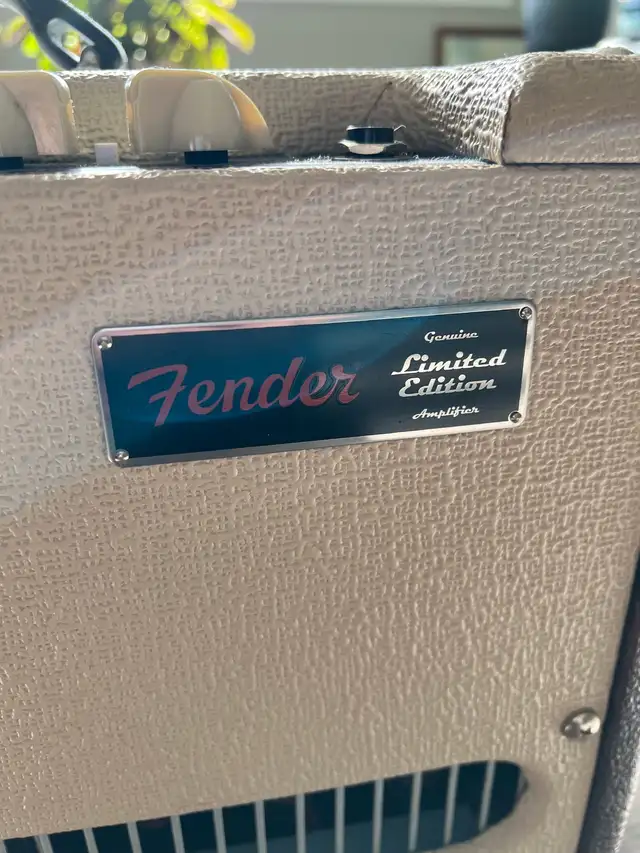 Fender
Genuine
Limited
Edition
Amplifier